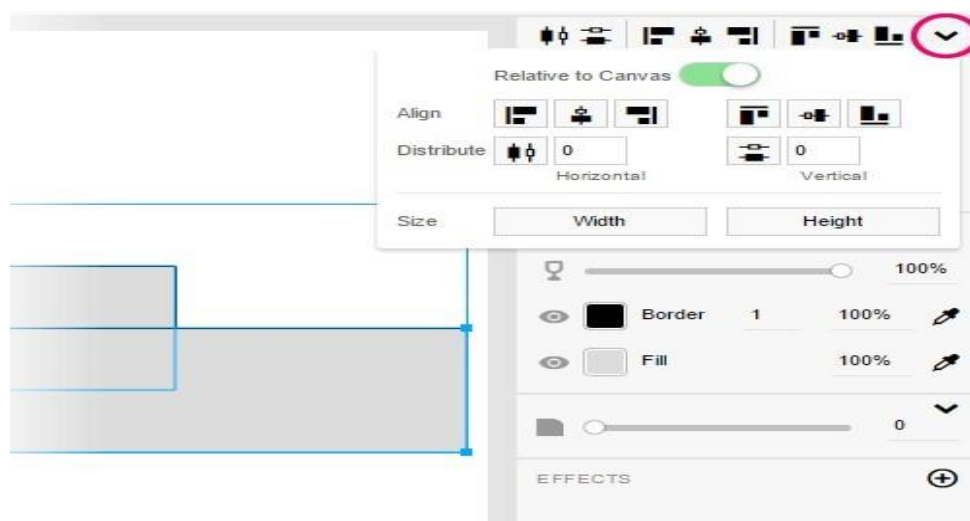 Relative to Canvas
Align
Distribute 0 0
Horizontal Vertical
Size Width Height
100%
Border 1 100%
Fill 100%
0
EFFECTS